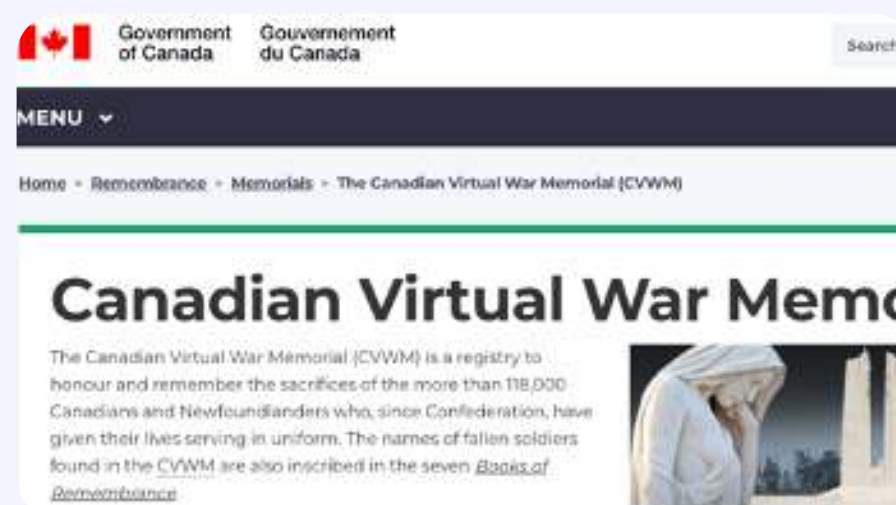 Government
of Canada
Gouvernement
du Canada
Search
MENU
Home > Remembrance > Memorials > The Canadian Virtual War Memorial (CVWM)
Canadian Virtual War Memo
The Canadian Virtual War Memorial (CVWM) is a registry to
honour and remember the sacrifices of the more than 118,000
Canadians and Newfoundlanders who, since Confederation, have
given their lives serving in uniform. The names of fallen soldiers
found in the CVWM are also inscribed in the seven Books of
Remembrance